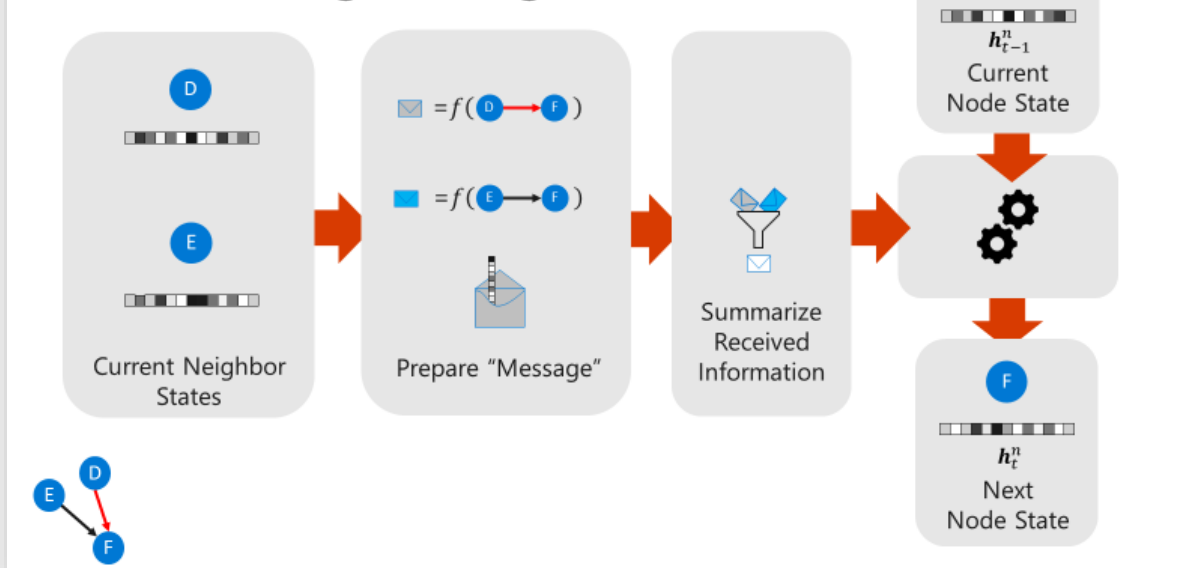 D
E
Current Neighbor
States
=f( D → F )
=f( E → F )
Prepare “Message”
Summarize
Received
Information
h^n_{t−1}
Current
Node State
F
h^n_t
Next
Node State
D
E
F